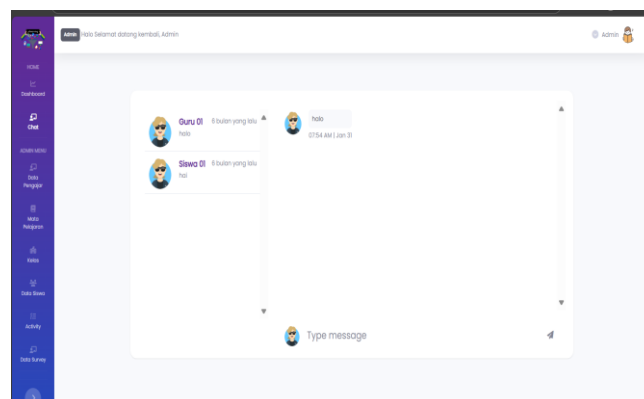 Admin Halo Selamat datang kembali, Admin
Admin
HOME
Dashboard
Chat
ADMIN MENU
Data
Pengajar
Mata
Pelajaran
Kelas
Data Siswa
Activity
Data Survey
Guru 01 6 bulan yang lalu
halo
Siswa 01 6 bulan yang lalu
hai
halo
07:54 AM | Jan 31
Type message